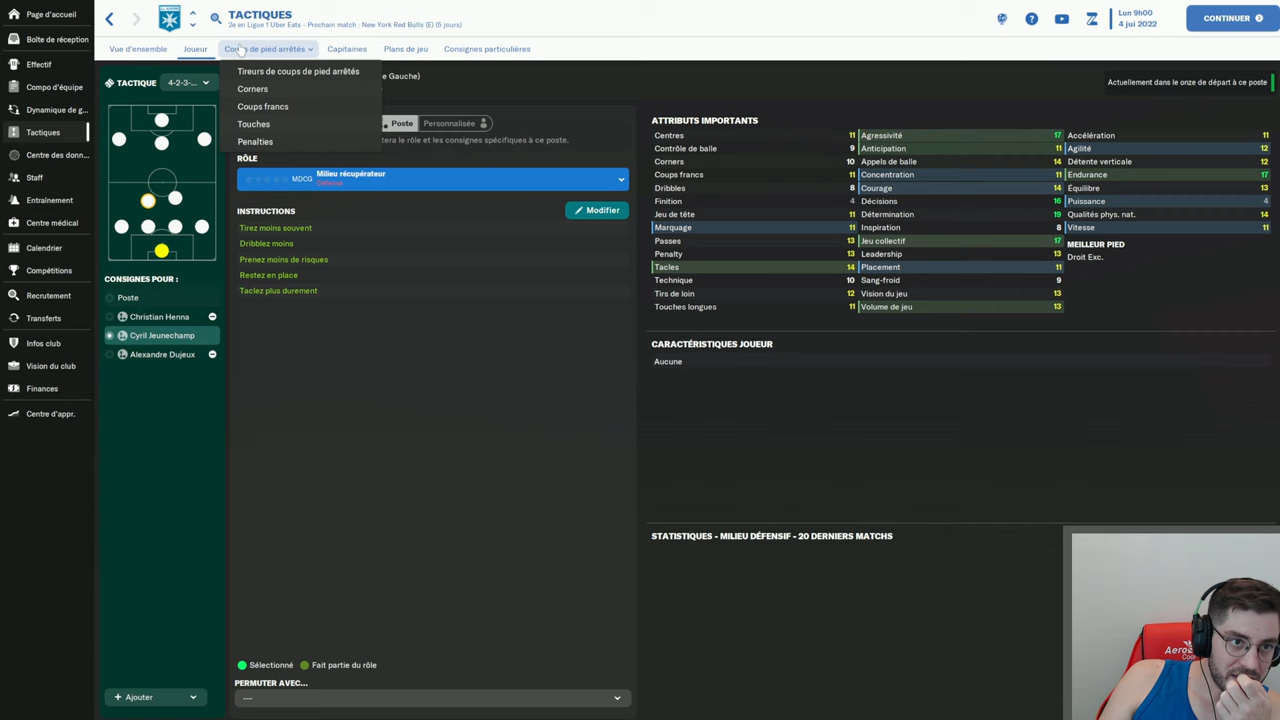 Page d'accueil
Boîte de réception
Effectif
Compo d'équipe
Dynamique de g...
Tactiques
Centre des donn...
Staff
Entraînement
Centre médical
Calendrier
Compétitions
Recrutement
Transferts
Infos club
Vision du club
Finances
Centre d'appr.
TACTIQUES
2e en Ligue 1 Uber Eats - Prochain match : New York Red Bulls (E) (5 jours)
Lun 9h00
4 jui 2022
CONTINUER
Vue d'ensemble
Joueur
Coups de pied arrêtés
Capitaines
Plans de jeu
Consignes particulières
Tireurs de coups de pied arrêtés
Corners
Coups francs
Touches
Penalties
TACTIQUE
4-2-3-...
Gauche)
Actuellement dans le onze de départ à ce poste
Poste
Personnalisée
le rôle et les consignes spécifiques à ce poste.
RÔLE
MDCG
Milieu récupérateur
Défense
INSTRUCTIONS
Modifier
Tirez moins souvent
Dribblez moins
Prenez moins de risques
Restez en place
Taclez plus durement
CONSIGNES POUR :
Poste
Christian Henna
Cyril Jeunechamp
Alexandre Dujeux
ATTRIBUTS IMPORTANTS
Centres 11 Agressivité 17 Accélération 11
Contrôle de balle 9 Anticipation 11 Agilité 12
Corners 10 Appels de balle 14 Détente verticale 12
Coups francs 11 Concentration 11 Endurance 17
Dribbles 8 Courage 14 Équilibre 13
Finition 4 Décisions 16 Puissance 4
Jeu de tête 11 Détermination 19 Qualités phys. nat. 14
Marquage 11 Inspiration 8 Vitesse 11
Passes 13 Jeu collectif 17
Penalty 13 Leadership 13
Tacles 14 Placement 11
Technique 10 Sang-froid 9
Tirs de loin 12 Vision du jeu 13
Touches longues 11 Volume de jeu 13
MEILLEUR PIED
Droit Exc.
CARACTÉRISTIQUES JOUEUR
Aucune
STATISTIQUES - MILIEU DÉFENSIF - 20 DERNIERS MATCHS
Sélectionné
Fait partie du rôle
PERMUTER AVEC...
---
Ajouter